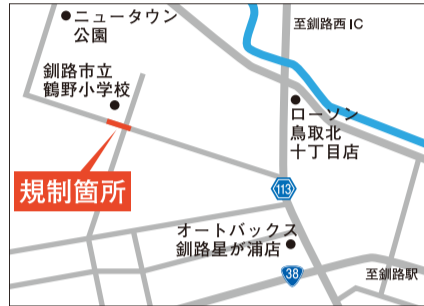 ニュータウン
公園
至釧路西IC
釧路市立
鶴野小学校
ローソン
鳥取北
十丁目店
規制箇所
113
オートバックス
釧路星が浦店
38
至釧路駅